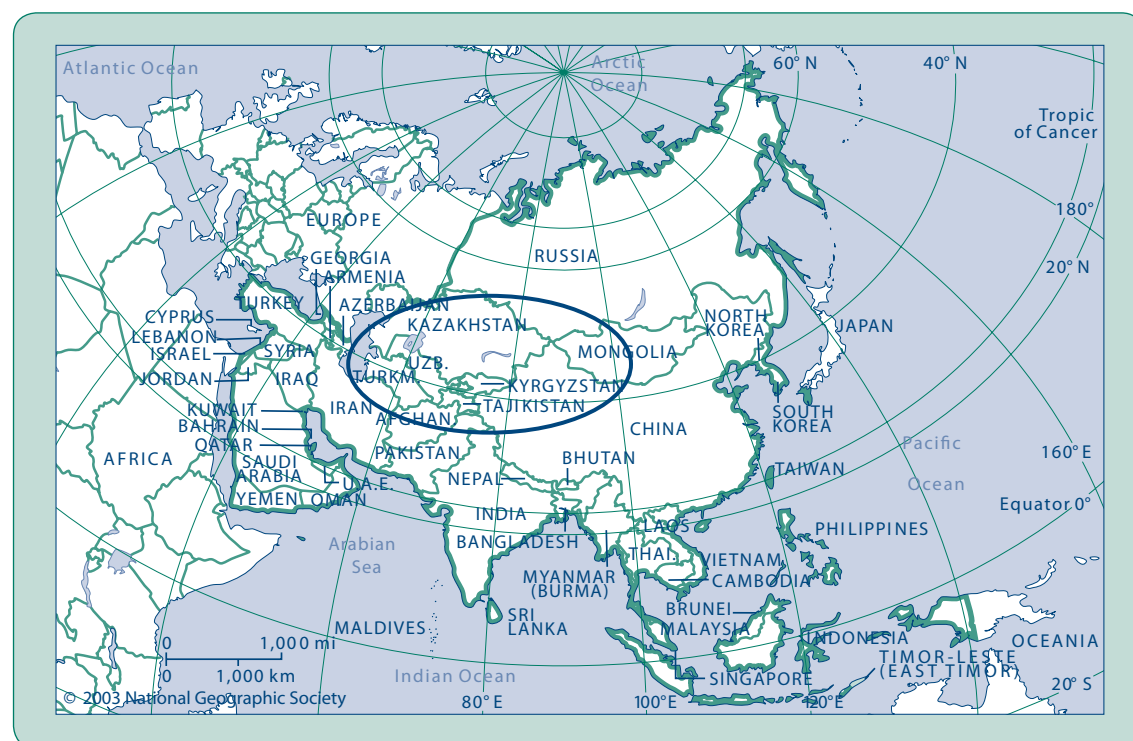 Atlantic Ocean
Arctic
Ocean
60° N
40° N
Tropic
of Cancer
180°
20° N
EUROPE
GEORGIA
ARMENIA
RUSSIA
TURKEY
AZERBAIJAN
CYPRUS
KAZAKHSTAN
NORTH
KOREA
JAPAN
LEBANON
ISRAEL
SYRIA
UZB.
MONGOLIA
JORDAN
IRAQ
TURKM.
KYRGYZSTAN
KUWAIT
IRAN
AFGHAN.
TAJIKISTAN
SOUTH
KOREA
BAHRAIN
CHINA
QATAR
PAKISTAN
Pacific
Ocean
160° E
AFRICA
SAUDI
ARABIA
U.A.E.
NEPAL
BHUTAN
TAIWAN
YEMEN
OMAN
Equator 0°
INDIA
LAOS
PHILIPPINES
Arabian
Sea
BANGLADESH
THAI.
VIETNAM
MYANMAR
(BURMA)
CAMBODIA
SRI
LANKA
BRUNEI
MALAYSIA
MALDIVES
INDONESIA
OCEANIA
0 1,000 mi
0 1,000 km
TIMOR-LESTE
(EAST TIMOR)
Indian Ocean
SINGAPORE
20° S
© 2003 National Geographic Society
80° E
100° E
120° E